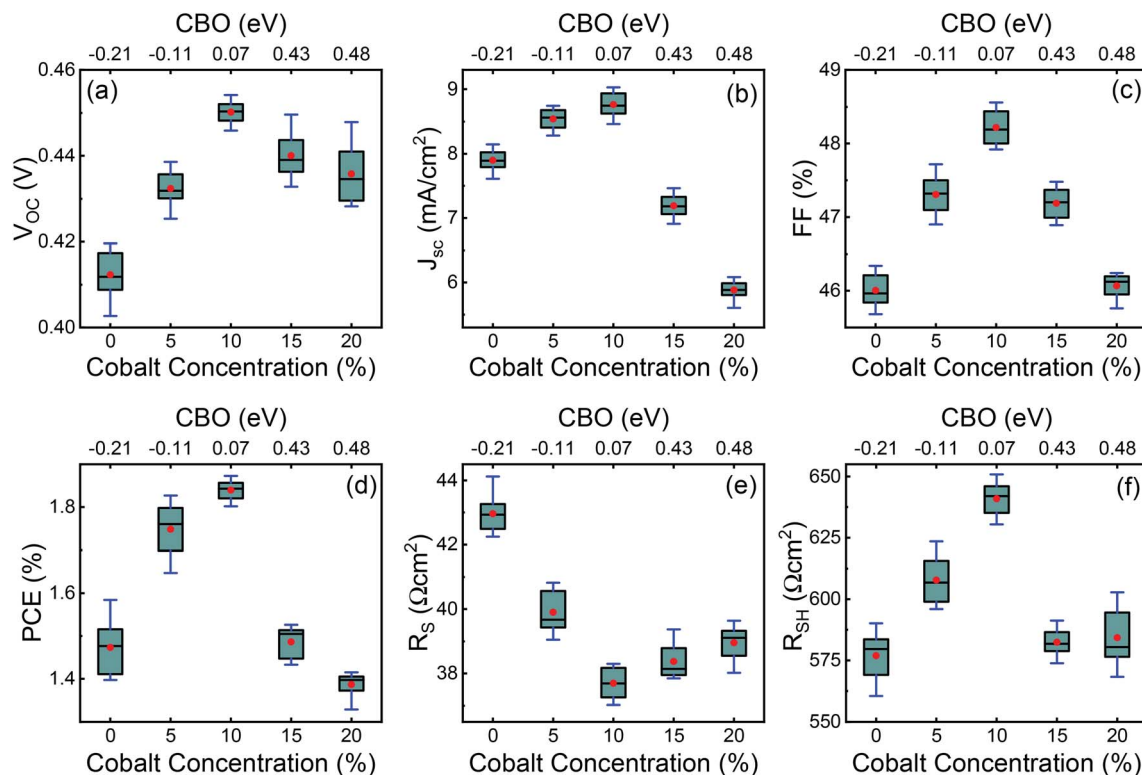 CBO (eV)
-0.21 -0.11 0.07 0.43 0.48
(a)
V_OC (V)
0.46
0.44
0.42
0.40
0 5 10 15 20
Cobalt Concentration (%)
CBO (eV)
-0.21 -0.11 0.07 0.43 0.48
(b)
J_sc (mA/cm2)
9
8
7
6
0 5 10 15 20
Cobalt Concentration (%)
CBO (eV)
-0.21 -0.11 0.07 0.43 0.48
(c)
FF (%)
49
48
47
46
0 5 10 15 20
Cobalt Concentration (%)
CBO (eV)
-0.21 -0.11 0.07 0.43 0.48
(d)
PCE (%)
1.8
1.6
1.4
0 5 10 15 20
Cobalt Concentration (%)
CBO (eV)
-0.21 -0.11 0.07 0.43 0.48
(e)
R_S (Ωcm²)
44
42
40
38
0 5 10 15 20
Cobalt Concentration (%)
CBO (eV)
-0.21 -0.11 0.07 0.43 0.48
(f)
R_SH (Ωcm²)
650
625
600
575
550
0 5 10 15 20
Cobalt Concentration (%)